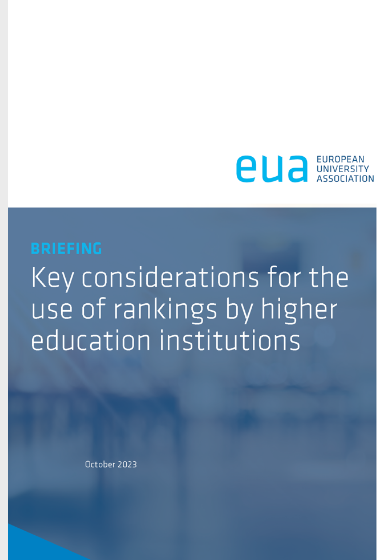 eua EUROPEAN
UNIVERSITY
ASSOCIATION
BRIEFING
Key considerations for the
use of rankings by higher
education institutions
October 2023